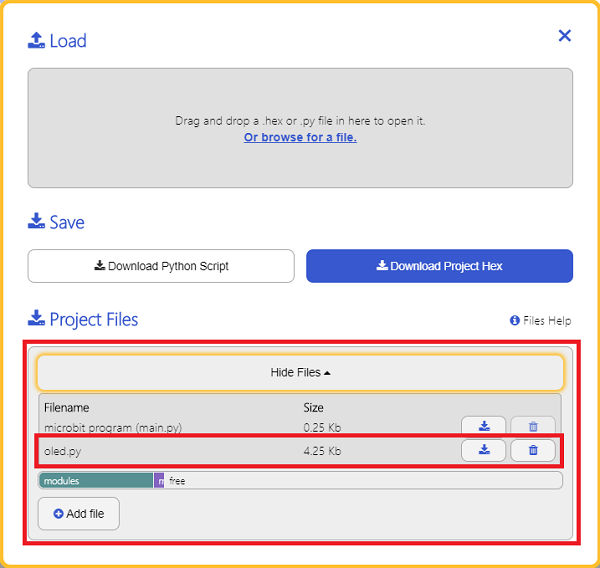 Load
Drag and drop a .hex or .py file in here to open it.
Or browse for a file.
Save
Download Python Script
Download Project Hex
Project Files
Files Help
Hide Files
Filename Size
microbit program (main.py) 0.25 Kb
oled.py 4.25 Kb
modules m free
Add file